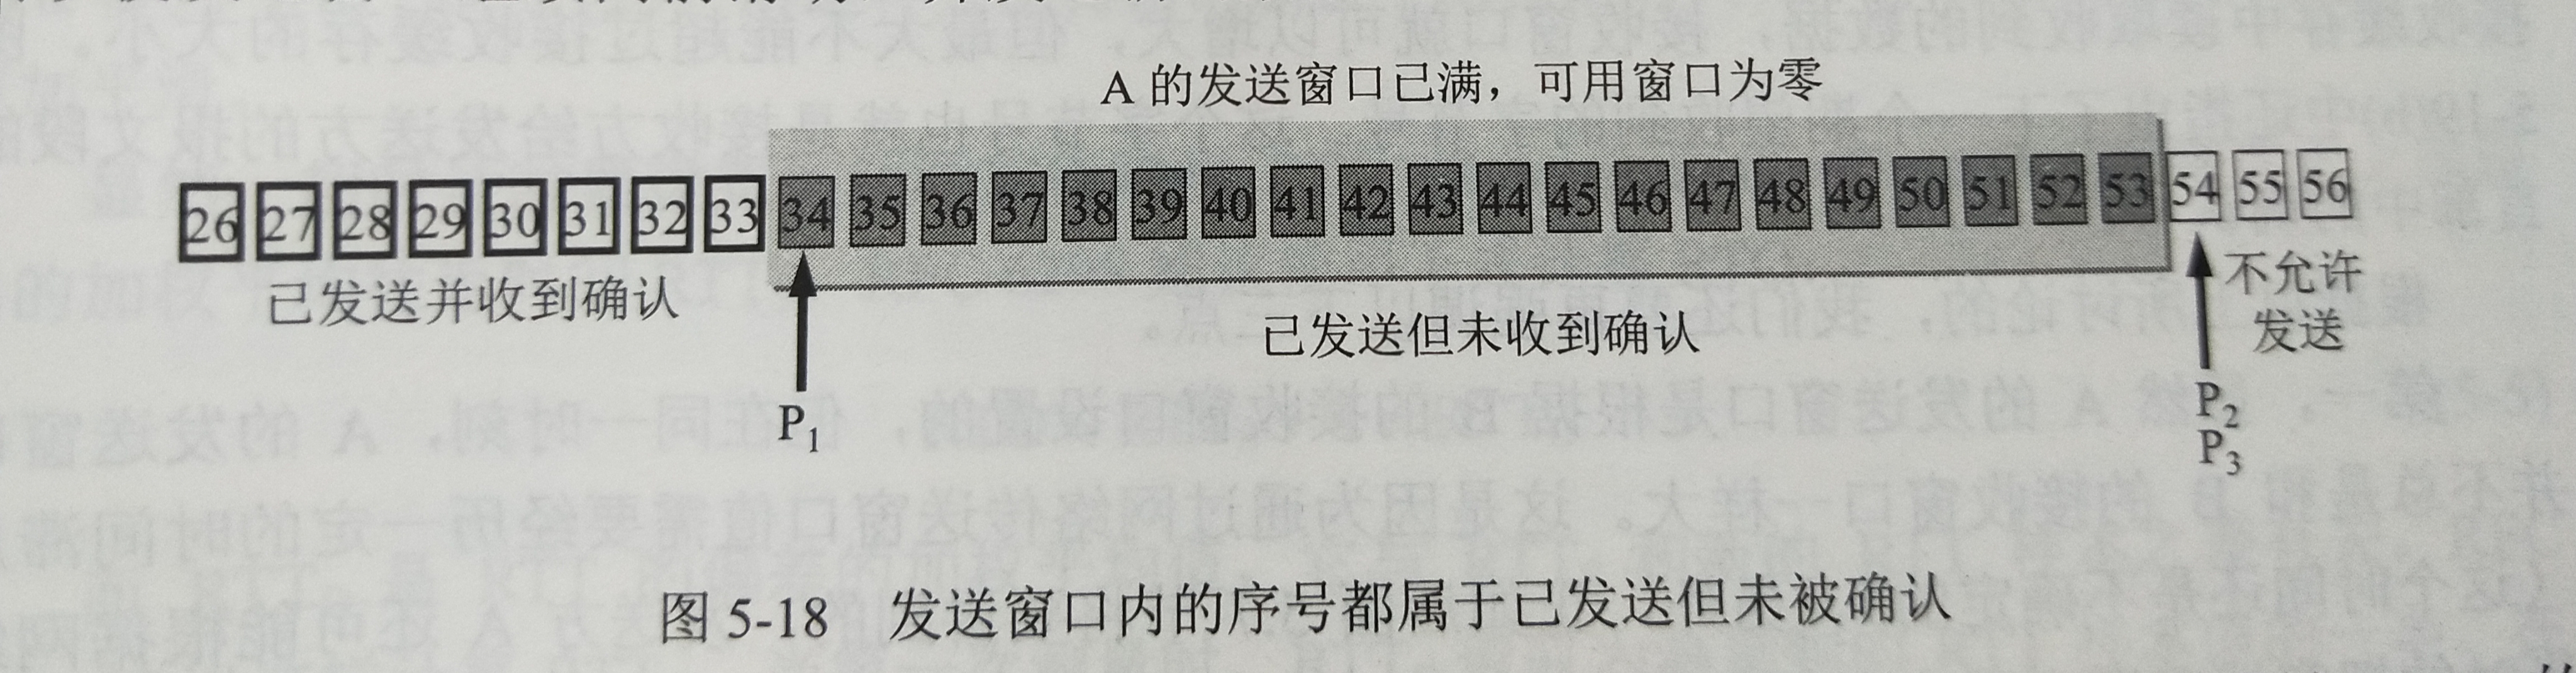 A 的发送窗口已满，可用窗口为零
26 27 28 29 30 31 32 33 34 35 36 37 38 39 40 41 42 43 44 45 46 47 48 49 50 51 52 53 54 55 56
已发送并收到确认
已发送但未收到确认
不允许
发送
P1
P2
P3
图 5-18 发送窗口内的序号都属于已发送但未被确认